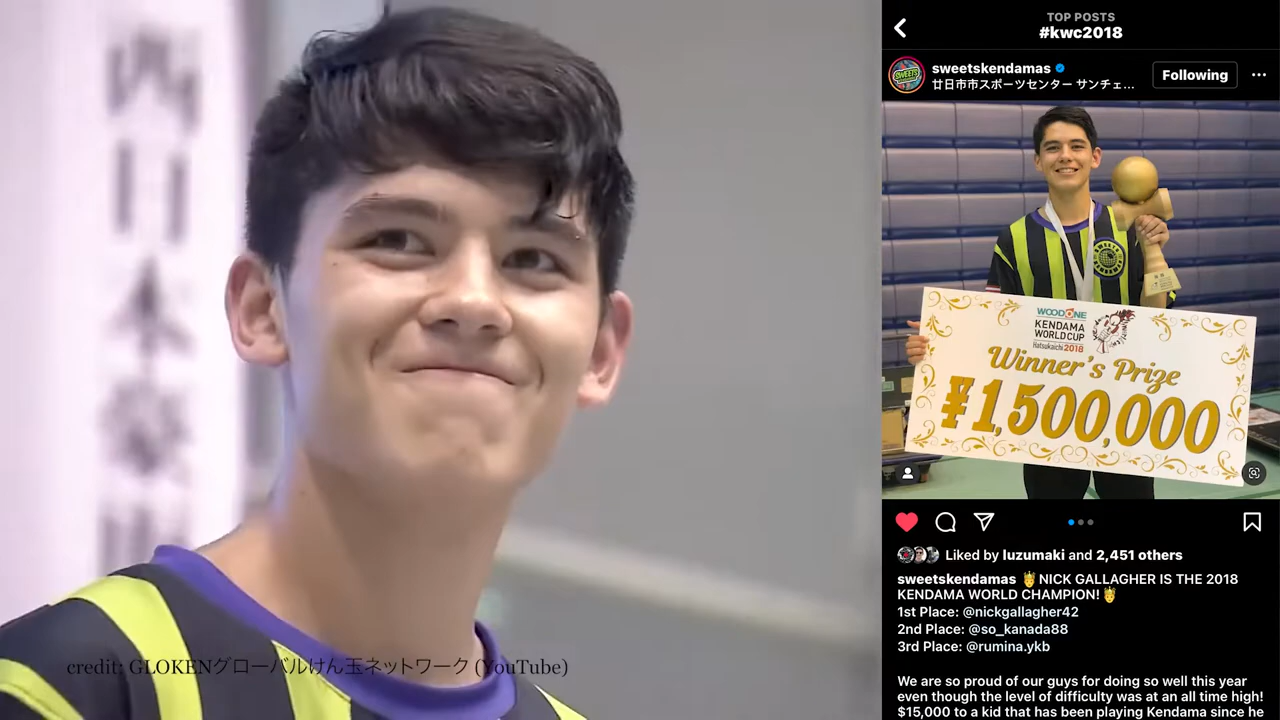 credit: GLOKENグローバルけん玉ネットワーク (YouTube)
TOP POSTS
#kwc2018
sweetskendamas
廿日市市スポーツセンター サンチェ...
Following
SWEETS
WOODONE
KENDAMA
WORLD CUP
Hatsukaichi 2018
Winner's Prize
¥1,500,000
Liked by luzumaki and 2,451 others
sweetskendamas 🤴NICK GALLAGHER IS THE 2018
KENDAMA WORLD CHAMPION!🤴
1st Place: @nickgallagher42
2nd Place: @so_kanada88
3rd Place: @rumina.ykb
We are so proud of our guys for doing so well this year
even though the level of difficulty was at an all time high!
$15,000 to a kid that has been playing Kendama since he